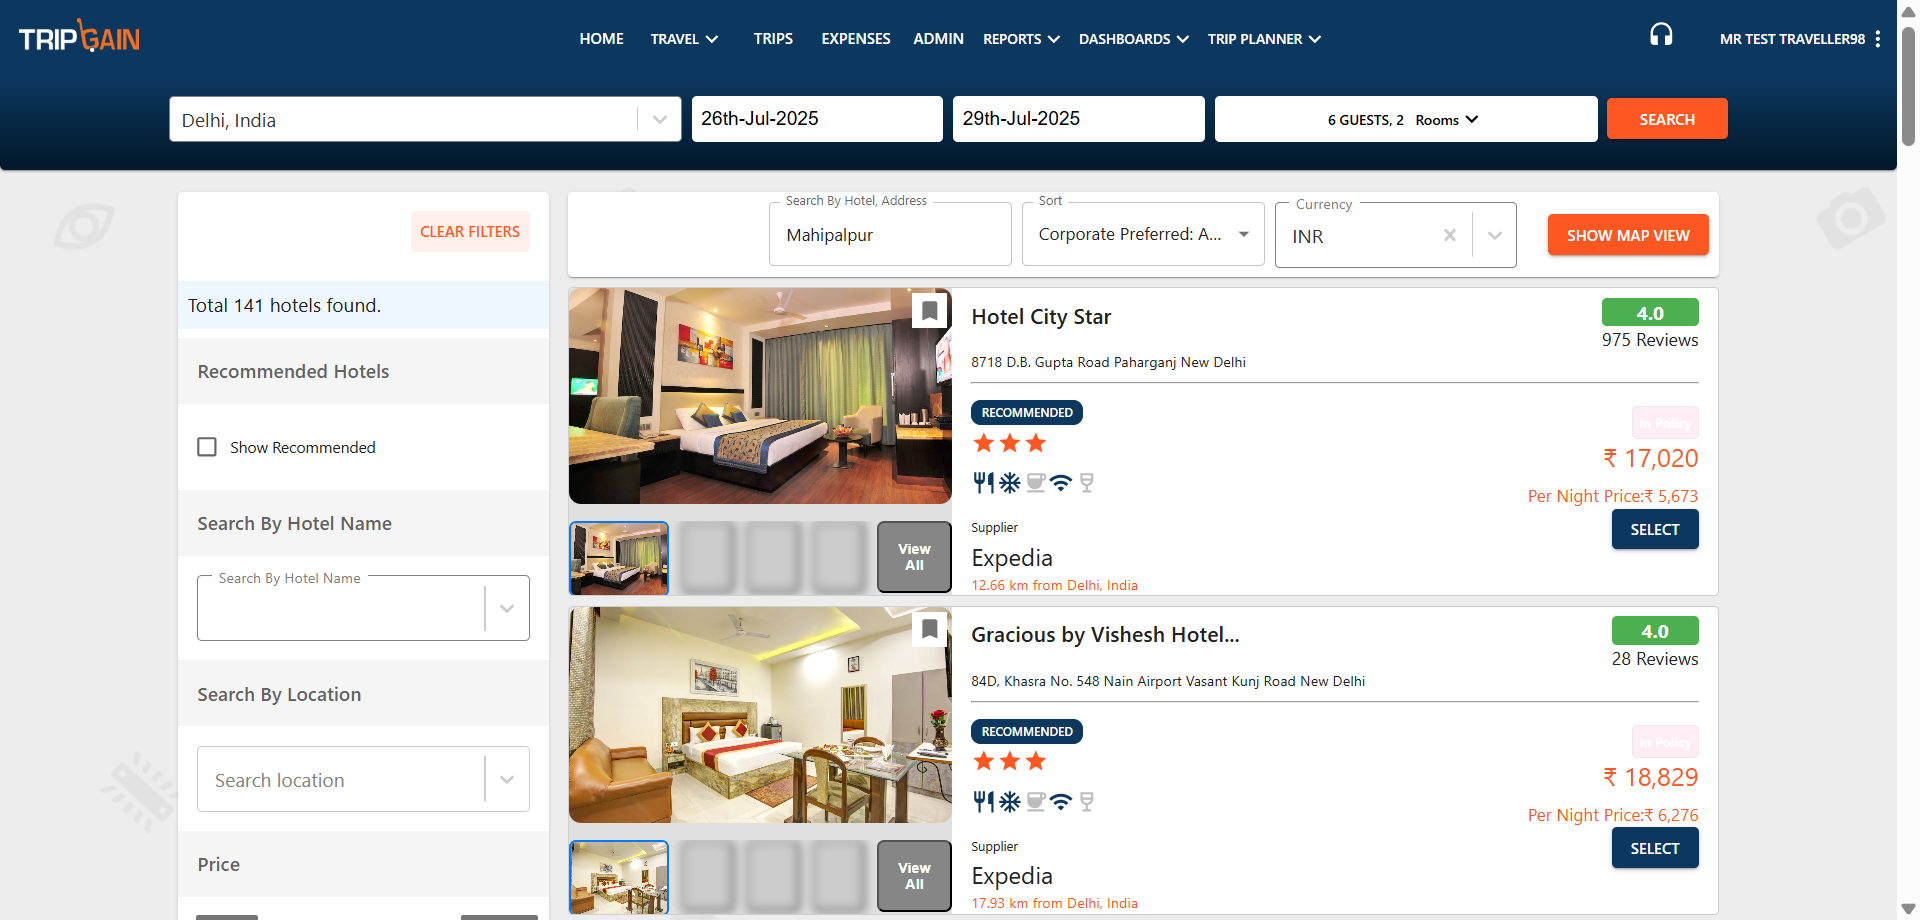 TRIPGAIN
HOME
TRAVEL
TRIPS
EXPENSES
ADMIN
REPORTS
DASHBOARDS
TRIP PLANNER
MR TEST TRAVELLER98
Delhi, India
26th-Jul-2025
29th-Jul-2025
6 GUESTS, 2 Rooms
SEARCH
CLEAR FILTERS
Total 141 hotels found.
Recommended Hotels
Show Recommended
Search By Hotel Name
Search By Hotel Name
Search By Location
Search location
Price
Search By Hotel, Address
Mahipalpur
Sort
Corporate Preferred: A...
Currency
INR
SHOW MAP VIEW
Hotel City Star
4.0
975 Reviews
8718 D.B. Gupta Road Paharganj New Delhi
RECOMMENDED
In Policy
₹ 17,020
Per Night Price:₹ 5,673
SELECT
Supplier
Expedia
12.66 km from Delhi, India
View
All
Gracious by Vishesh Hotel...
4.0
28 Reviews
84D, Khasra No. 548 Nain Airport Vasant Kunj Road New Delhi
RECOMMENDED
In Policy
₹ 18,829
Per Night Price:₹ 6,276
SELECT
Supplier
Expedia
17.93 km from Delhi, India
View
All